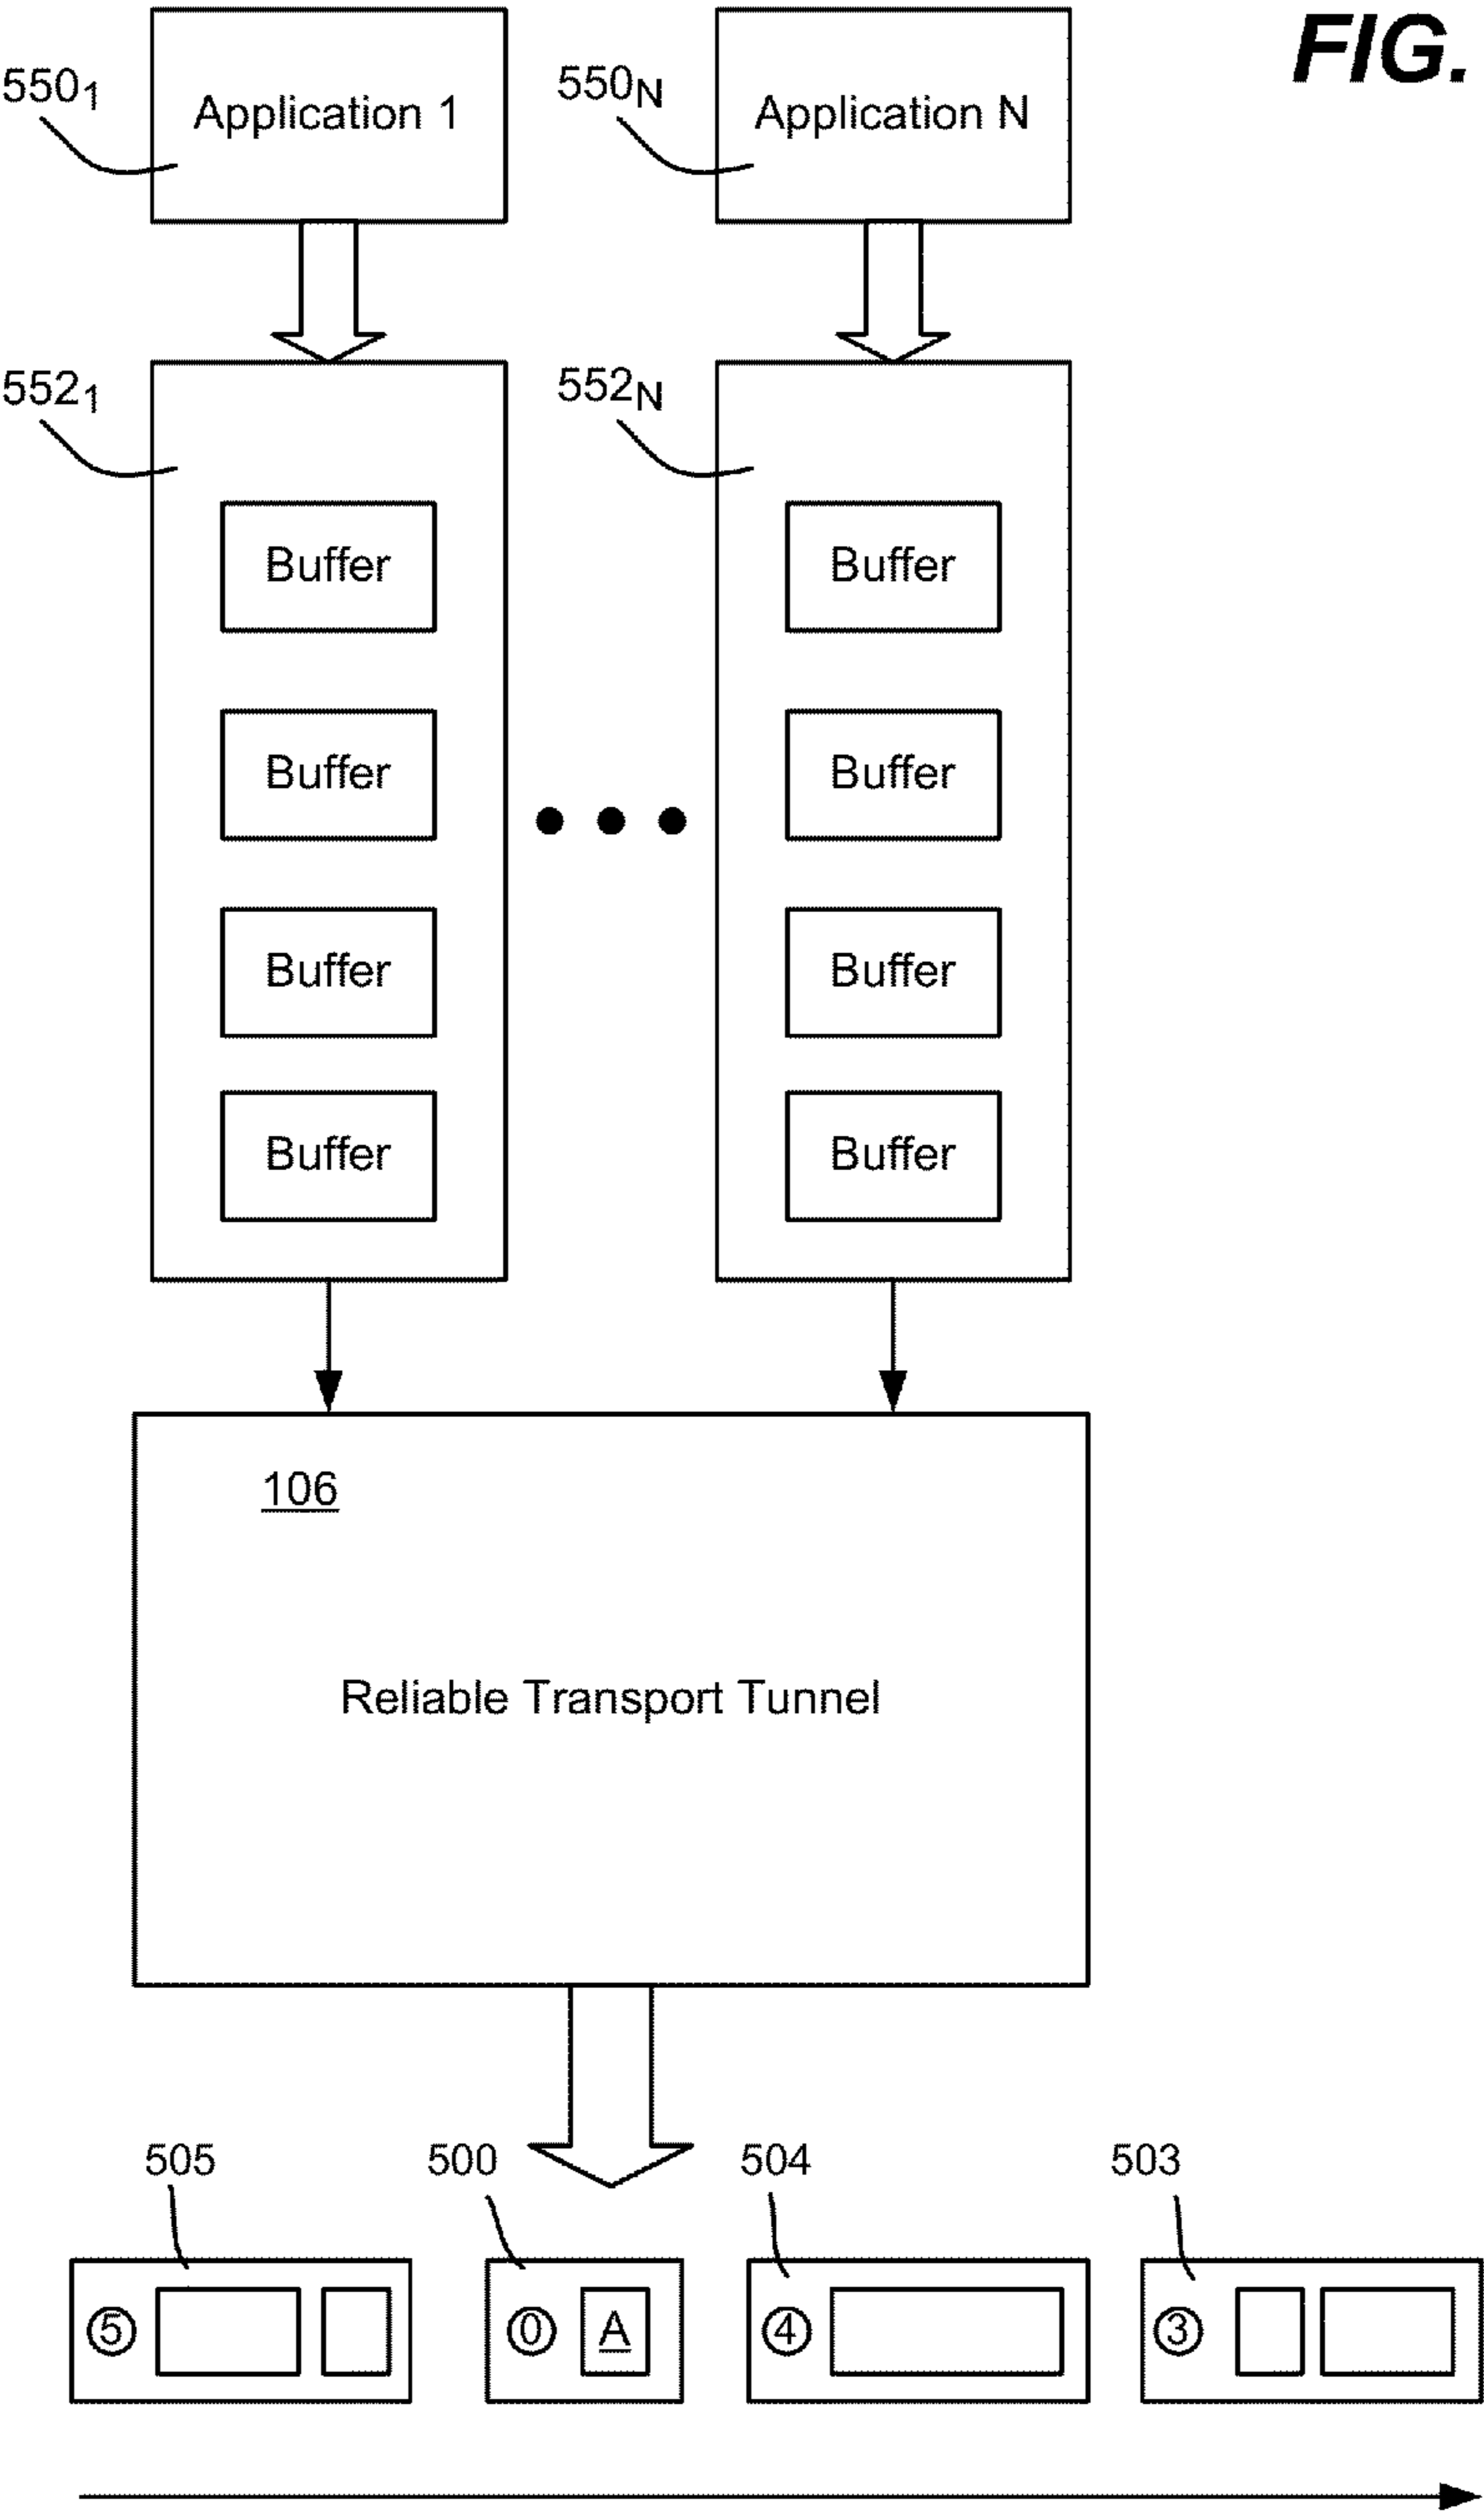 FIG.
550₁
Application 1
550N
Application N
552₁
552N
Buffer
Buffer
Buffer
Buffer
Buffer
Buffer
Buffer
Buffer
106
Reliable Transport Tunnel
505
500
504
503
⑤
⓪
A
④
③